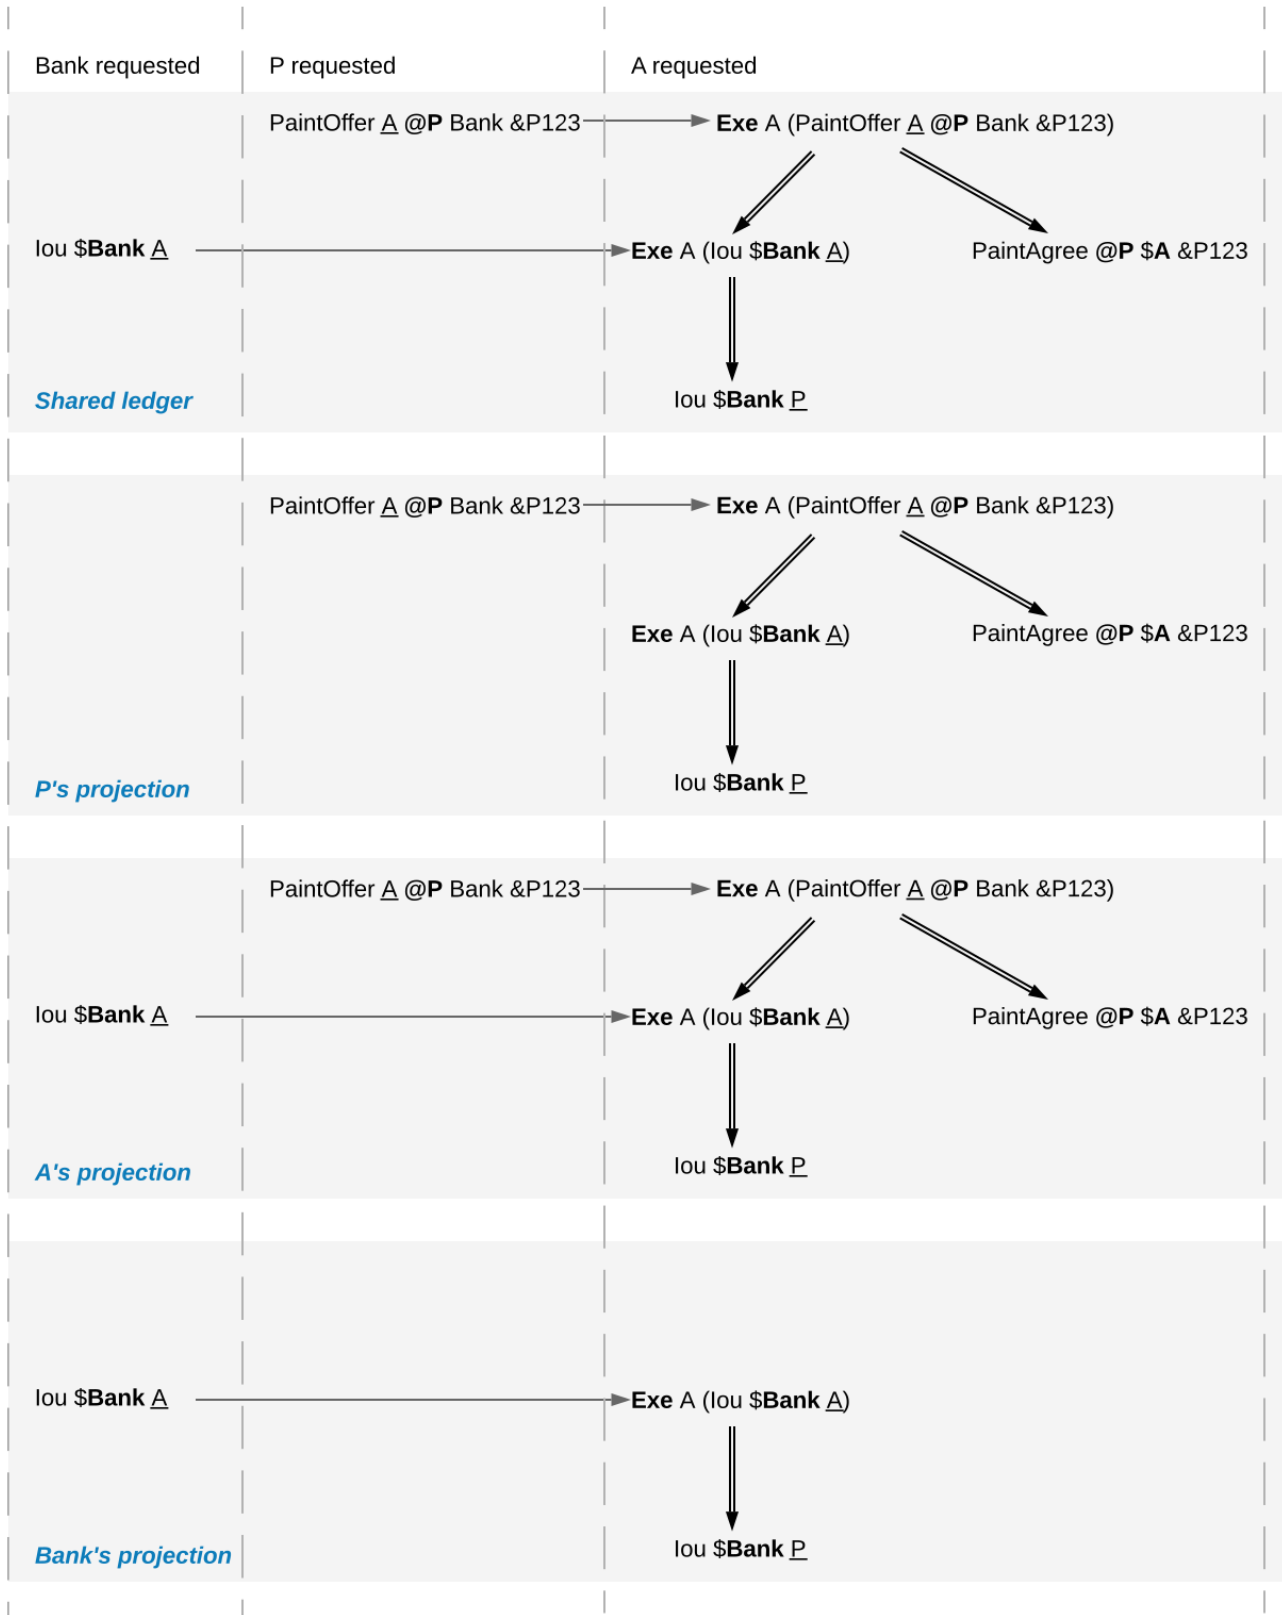 Bank requested P requested A requested
PaintOffer A @P Bank &P123 Exe A (PaintOffer A @P Bank &P123)
Iou $Bank A Exe A (Iou $Bank A) PaintAgree @P $A &P123
Shared ledger Iou $Bank P
PaintOffer A @P Bank &P123 Exe A (PaintOffer A @P Bank &P123)
Exe A (Iou $Bank A) PaintAgree @P $A &P123
P's projection Iou $Bank P
PaintOffer A @P Bank &P123 Exe A (PaintOffer A @P Bank &P123)
Iou $Bank A Exe A (Iou $Bank A) PaintAgree @P $A &P123
A's projection Iou $Bank P
Iou $Bank A Exe A (Iou $Bank A)
Bank's projection Iou $Bank P